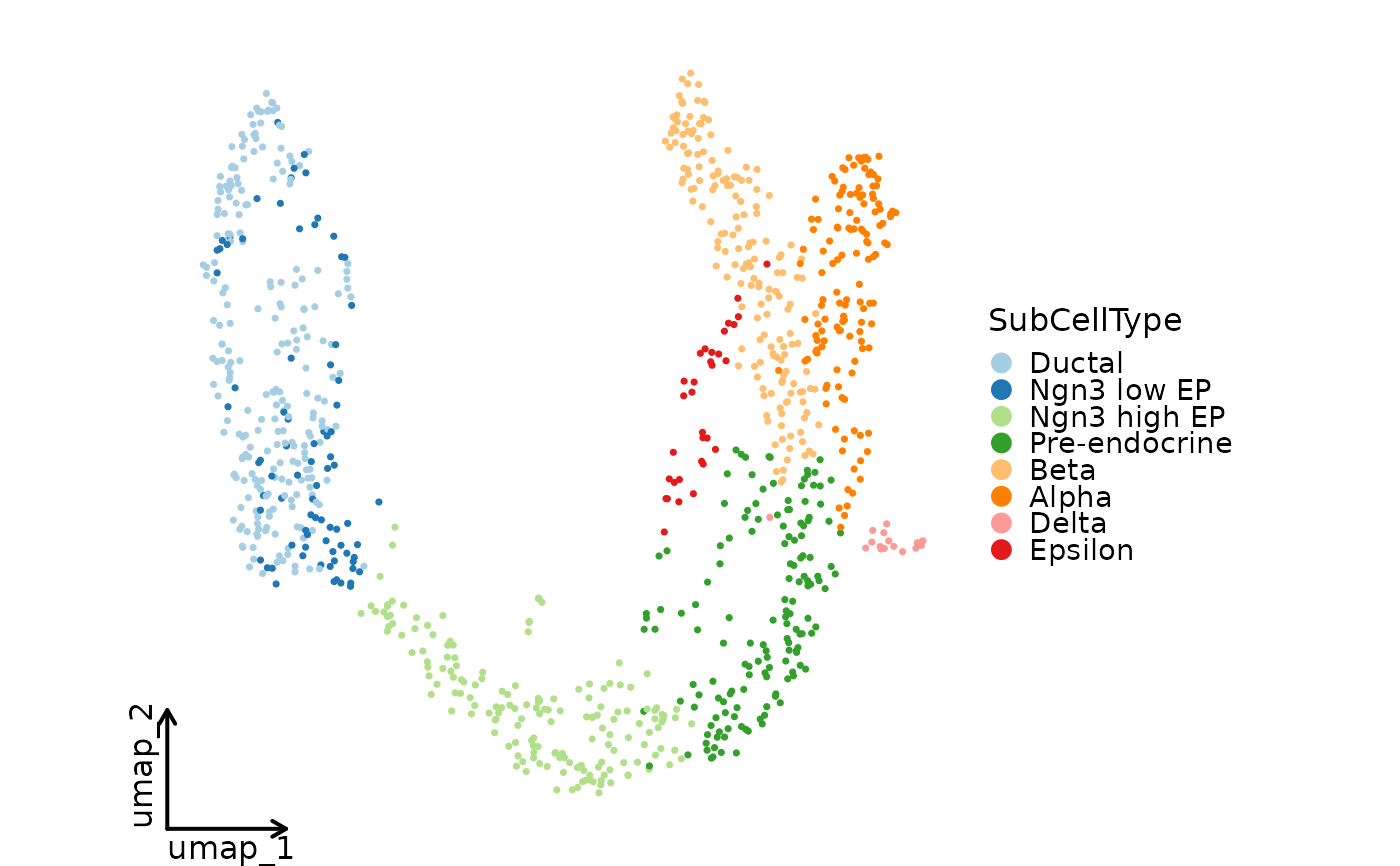 SubCellType
Ductal
Ngn3 low EP
Ngn3 high EP
Pre-endocrine
Beta
Alpha
Delta
Epsilon
umap_2
umap_1